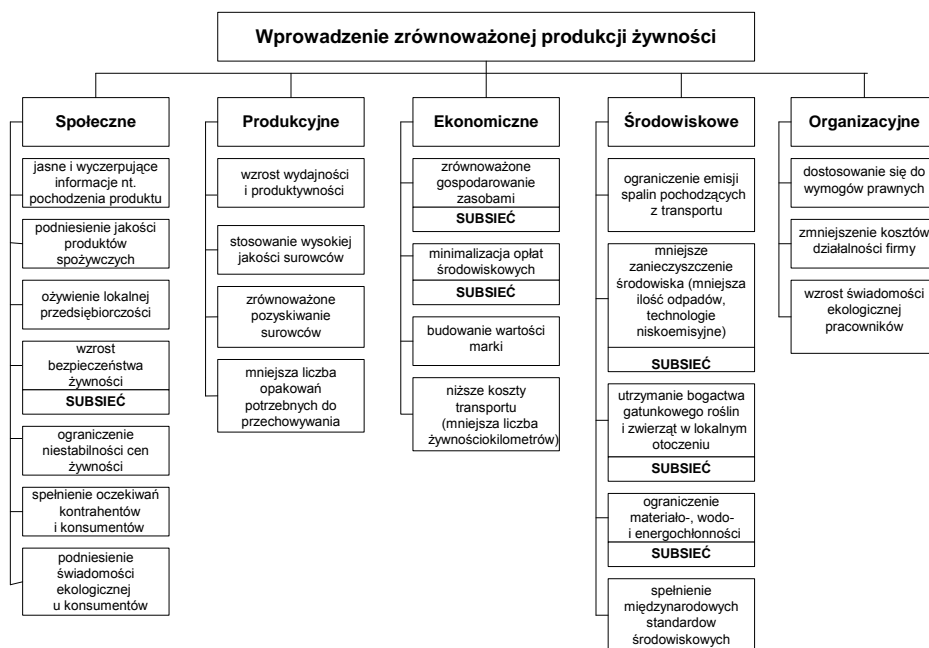 Wprowadzenie zrównoważonej produkcji żywności
Społeczne
jasne i wyczerpujące
informacje nt.
pochodzenia produktu
podniesienie jakości
produktów
spożywczych
ożywienie lokalnej
przedsiębiorczości
wzrost
bezpieczeństwa
żywności
SUBSIEĆ
ograniczenie
niestabilności cen
żywności
spełnienie oczekiwań
kontrahentów
i konsumentów
podniesienie
świadomości
ekologicznej
u konsumentów
Produkcyjne
wzrost wydajności
i produktywności
stosowanie wysokiej
jakości surowców
zrównoważone
pozyskiwanie
surowców
mniejsza liczba
opakowań
potrzebnych do
przechowywania
Ekonomiczne
zrównoważone
gospodarowanie
zasobami
SUBSIEĆ
minimalizacja opłat
środowiskowych
SUBSIEĆ
budowanie wartości
marki
niższe koszty
transportu
(mniejsza liczba
żywnościokilometrów)
Środowiskowe
ograniczenie emisji
spalin pochodzących
z transportu
mniejsze
zanieczyszczenie
środowiska (mniejsza
ilość odpadów,
technologie
niskoemisyjne)
SUBSIEĆ
utrzymanie bogactwa
gatunkowego roślin
i zwierząt w lokalnym
otoczeniu
SUBSIEĆ
ograniczenie
materiało-, wodo-
i energochłonności
SUBSIEĆ
spełnienie
międzynarodowych
standardow
środowiskowych
Organizacyjne
dostosowanie się do
wymogów prawnych
zmniejszenie kosztów
działalności firmy
wzrost świadomości
ekologicznej
pracowników